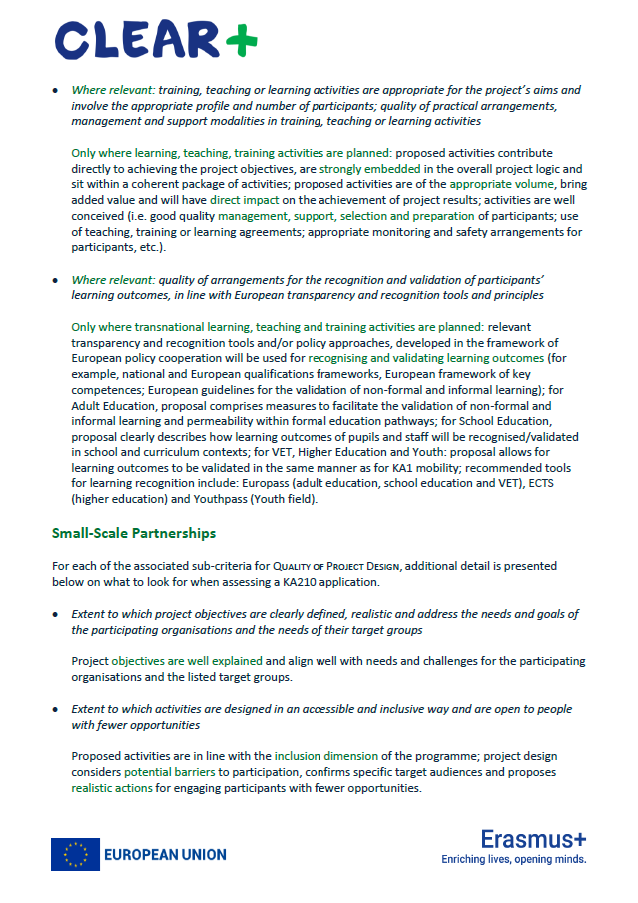 CLEAR+
• Where relevant: training, teaching or learning activities are appropriate for the project's aims and
involve the appropriate profile and number of participants; quality of practical arrangements,
management and support modalities in training, teaching or learning activities
Only where learning, teaching, training activities are planned: proposed activities contribute
directly to achieving the project objectives, are strongly embedded in the overall project logic and
sit within a coherent package of activities; proposed activities are of the appropriate volume, bring
added value and will have direct impact on the achievement of project results; activities are well
conceived (i.e. good quality management, support, selection and preparation of participants; use
of teaching, training or learning agreements; appropriate monitoring and safety arrangements for
participants, etc.).
• Where relevant: quality of arrangements for the recognition and validation of participants'
learning outcomes, in line with European transparency and recognition tools and principles
Only where transnational learning, teaching and training activities are planned: relevant
transparency and recognition tools and/or policy approaches, developed in the framework of
European policy cooperation will be used for recognising and validating learning outcomes (for
example, national and European qualifications frameworks, European framework of key
competences; European guidelines for the validation of non-formal and informal learning); for
Adult Education, proposal comprises measures to facilitate the validation of non-formal and
informal learning and permeability within formal education pathways; for School Education,
proposal clearly describes how learning outcomes of pupils and staff will be recognised/validated
in school and curriculum contexts; for VET, Higher Education and Youth: proposal allows for
learning outcomes to be validated in the same manner as for KA1 mobility; recommended tools
for learning recognition include: Europass (adult education, school education and VET), ECTS
(higher education) and Youthpass (Youth field).
Small-Scale Partnerships
For each of the associated sub-criteria for QUALITY OF PROJECT DESIGN, additional detail is presented
below on what to look for when assessing a KA210 application.
• Extent to which project objectives are clearly defined, realistic and address the needs and goals of
the participating organisations and the needs of their target groups
Project objectives are well explained and align well with needs and challenges for the participating
organisations and the listed target groups.
• Extent to which activities are designed in an accessible and inclusive way and are open to people
with fewer opportunities
Proposed activities are in line with the inclusion dimension of the programme; project design
considers potential barriers to participation, confirms specific target audiences and proposes
realistic actions for engaging participants with fewer opportunities.
EUROPEAN UNION
Erasmus+
Enriching lives, opening minds.